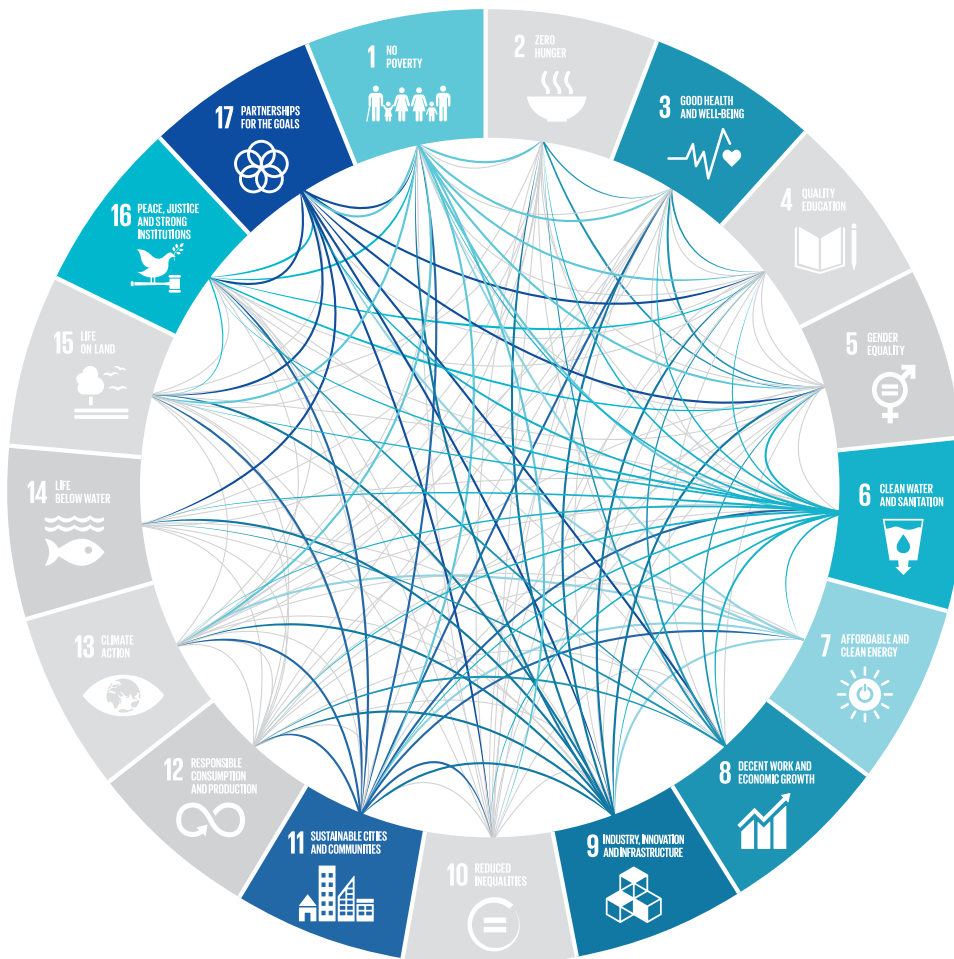 1 NO
POVERTY
2 ZERO
HUNGER
3 GOOD HEALTH
AND WELL-BEING
4 QUALITY
EDUCATION
5 GENDER
EQUALITY
6 CLEAN WATER
AND SANITATION
7 AFFORDABLE AND
CLEAN ENERGY
8 DECENT WORK AND
ECONOMIC GROWTH
9 INDUSTRY, INNOVATION
AND INFRASTRUCTURE
10 REDUCED
INEQUALITIES
11 SUSTAINABLE CITIES
AND COMMUNITIES
12 RESPONSIBLE
CONSUMPTION
AND PRODUCTION
13 CLIMATE
ACTION
14 LIFE
BELOW WATER
15 LIFE
ON LAND
16 PEACE, JUSTICE
AND STRONG
INSTITUTIONS
17 PARTNERSHIPS
FOR THE GOALS